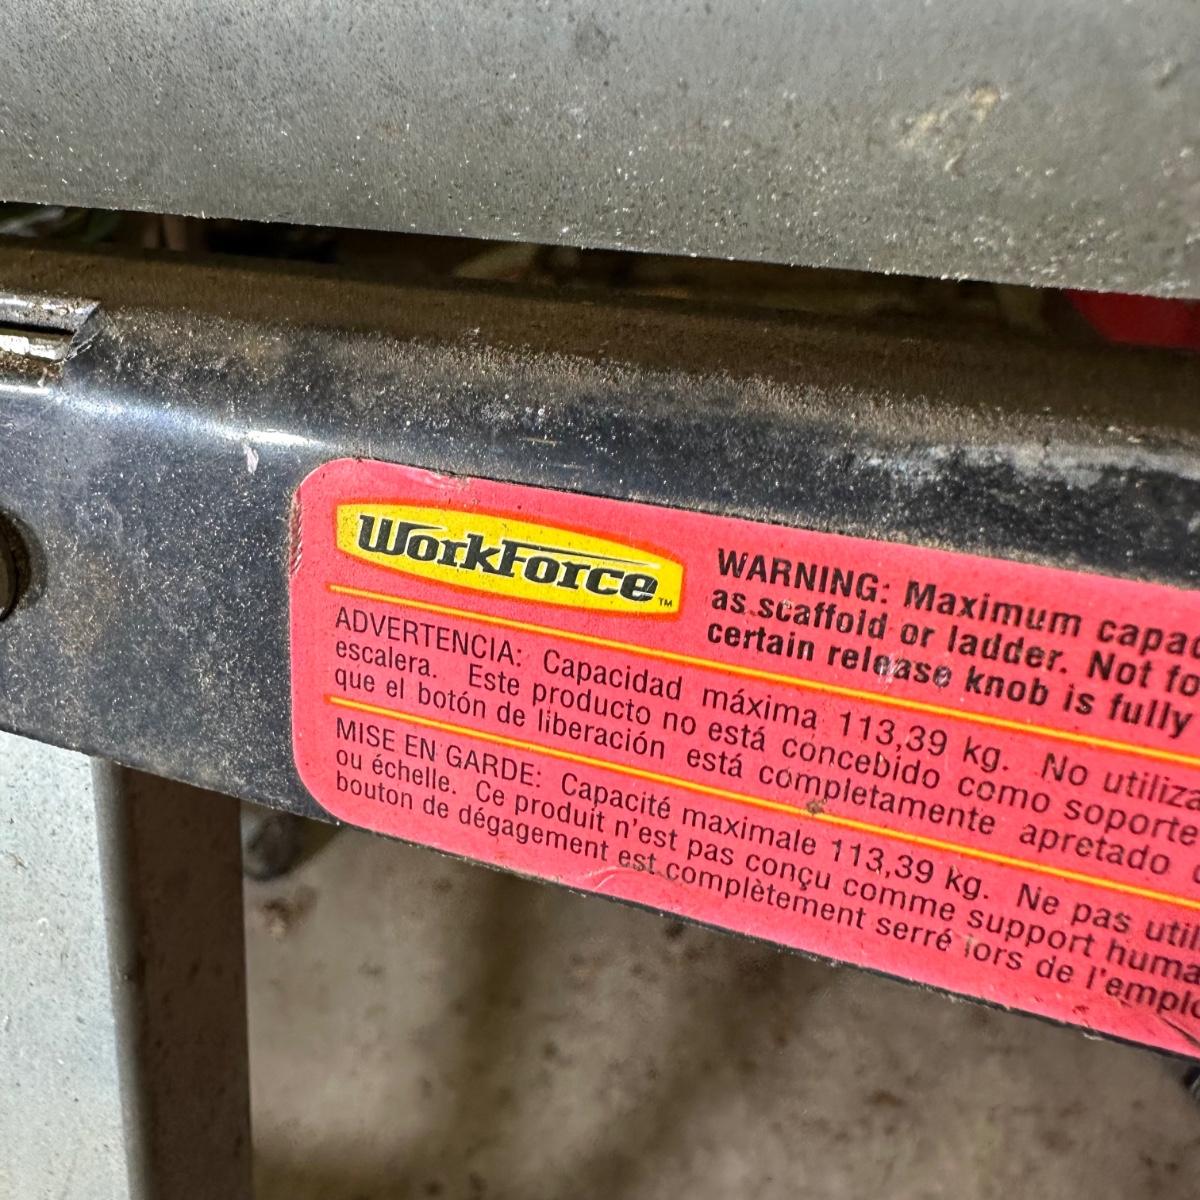 WorkForce™
WARNING: Maximum capac
as scaffold or ladder. Not fo
certain release knob is fully
ADVERTENCIA: Capacidad máxima 113,39 kg. No utiliza
escalera. Este producto no está concebido como soporte
que el botón de liberación está completamente apretado
MISE EN GARDE: Capacité maximale 113,39 kg. Ne pas util
ou échelle. Ce produit n'est pas conçu comme support huma
bouton de dégagement est complètement serré lors de l'emplo